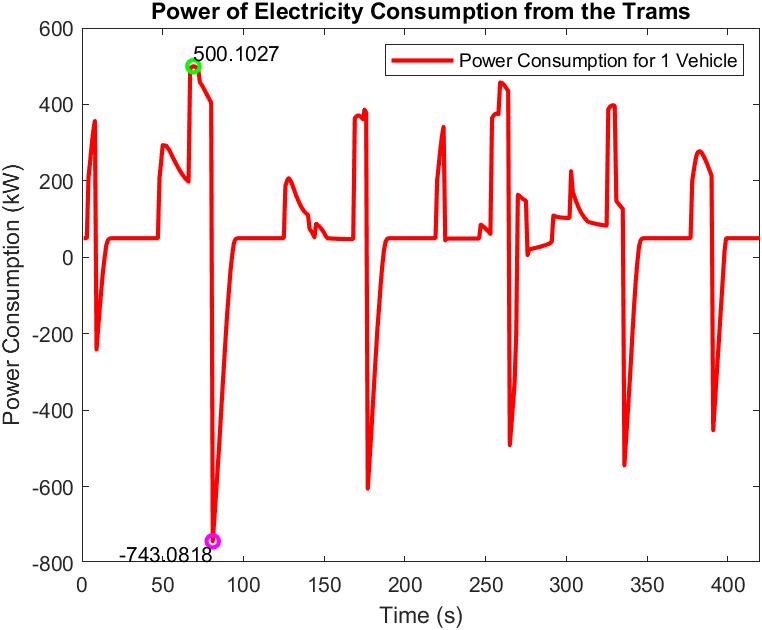 Power of Electricity Consumption from the Trams
600
500.1027
Power Consumption for 1 Vehicle
400
200
0
-200
-400
-600
-743.0818
-800
Power Consumption (kW)
0 50 100 150 200 250 300 350 400
Time (s)